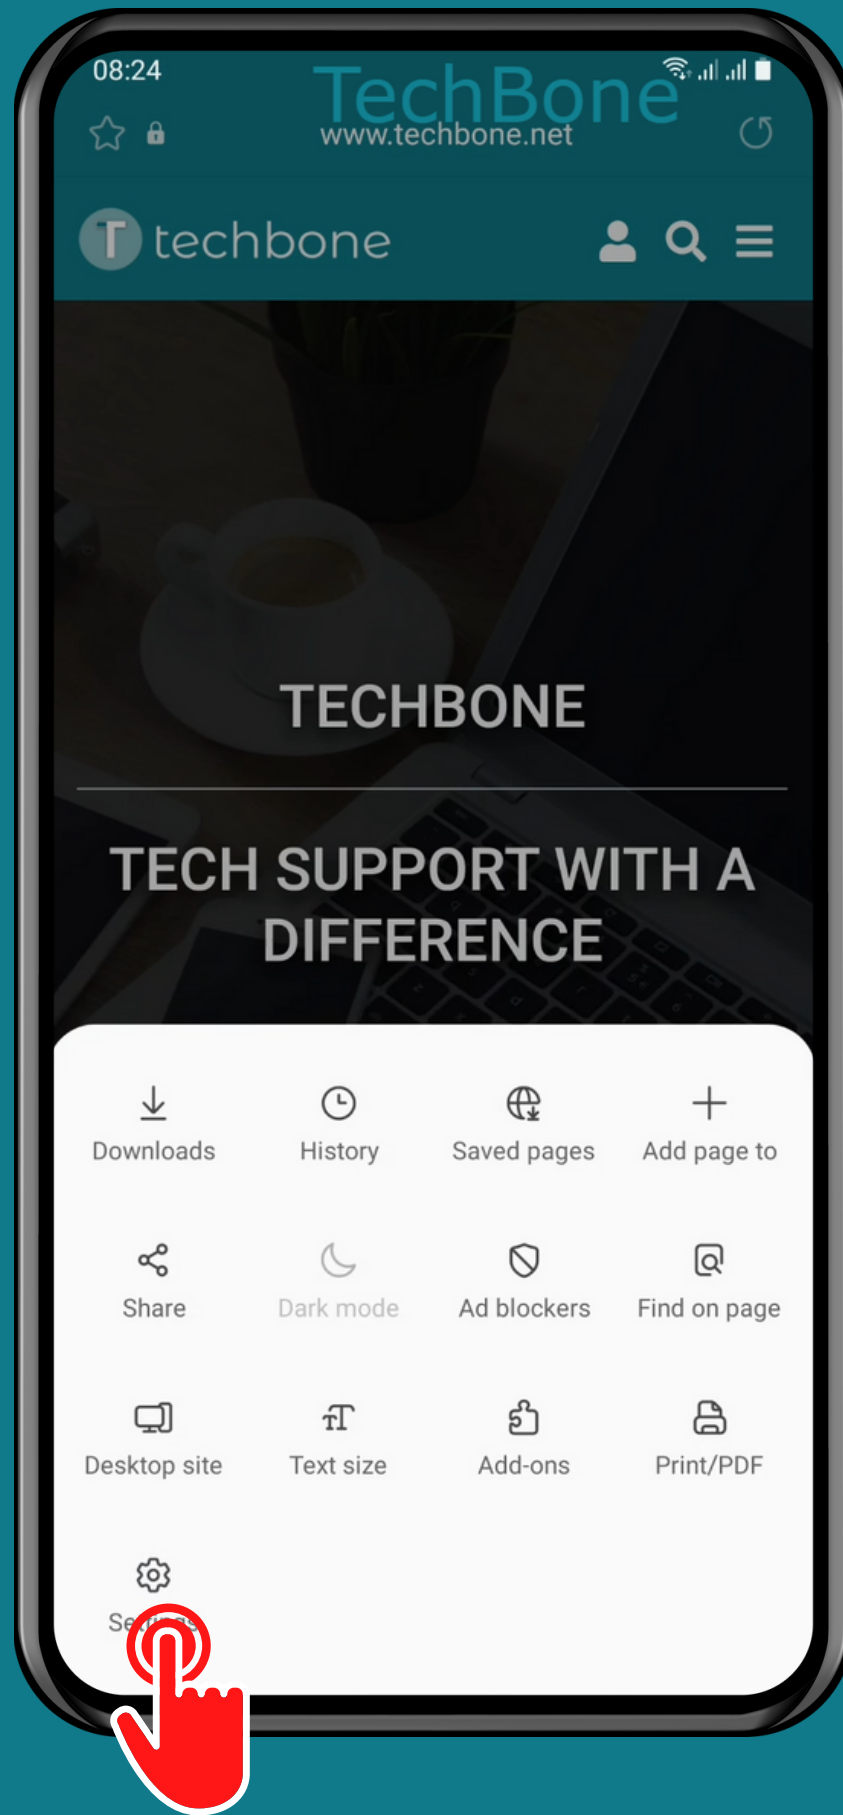 08:24
TechBone
www.techbone.net
T techbone
TECHBONE
TECH SUPPORT WITH A
DIFFERENCE
Downloads History Saved pages Add page to
Share Dark mode Ad blockers Find on page
Desktop site Text size Add-ons Print/PDF
Settings